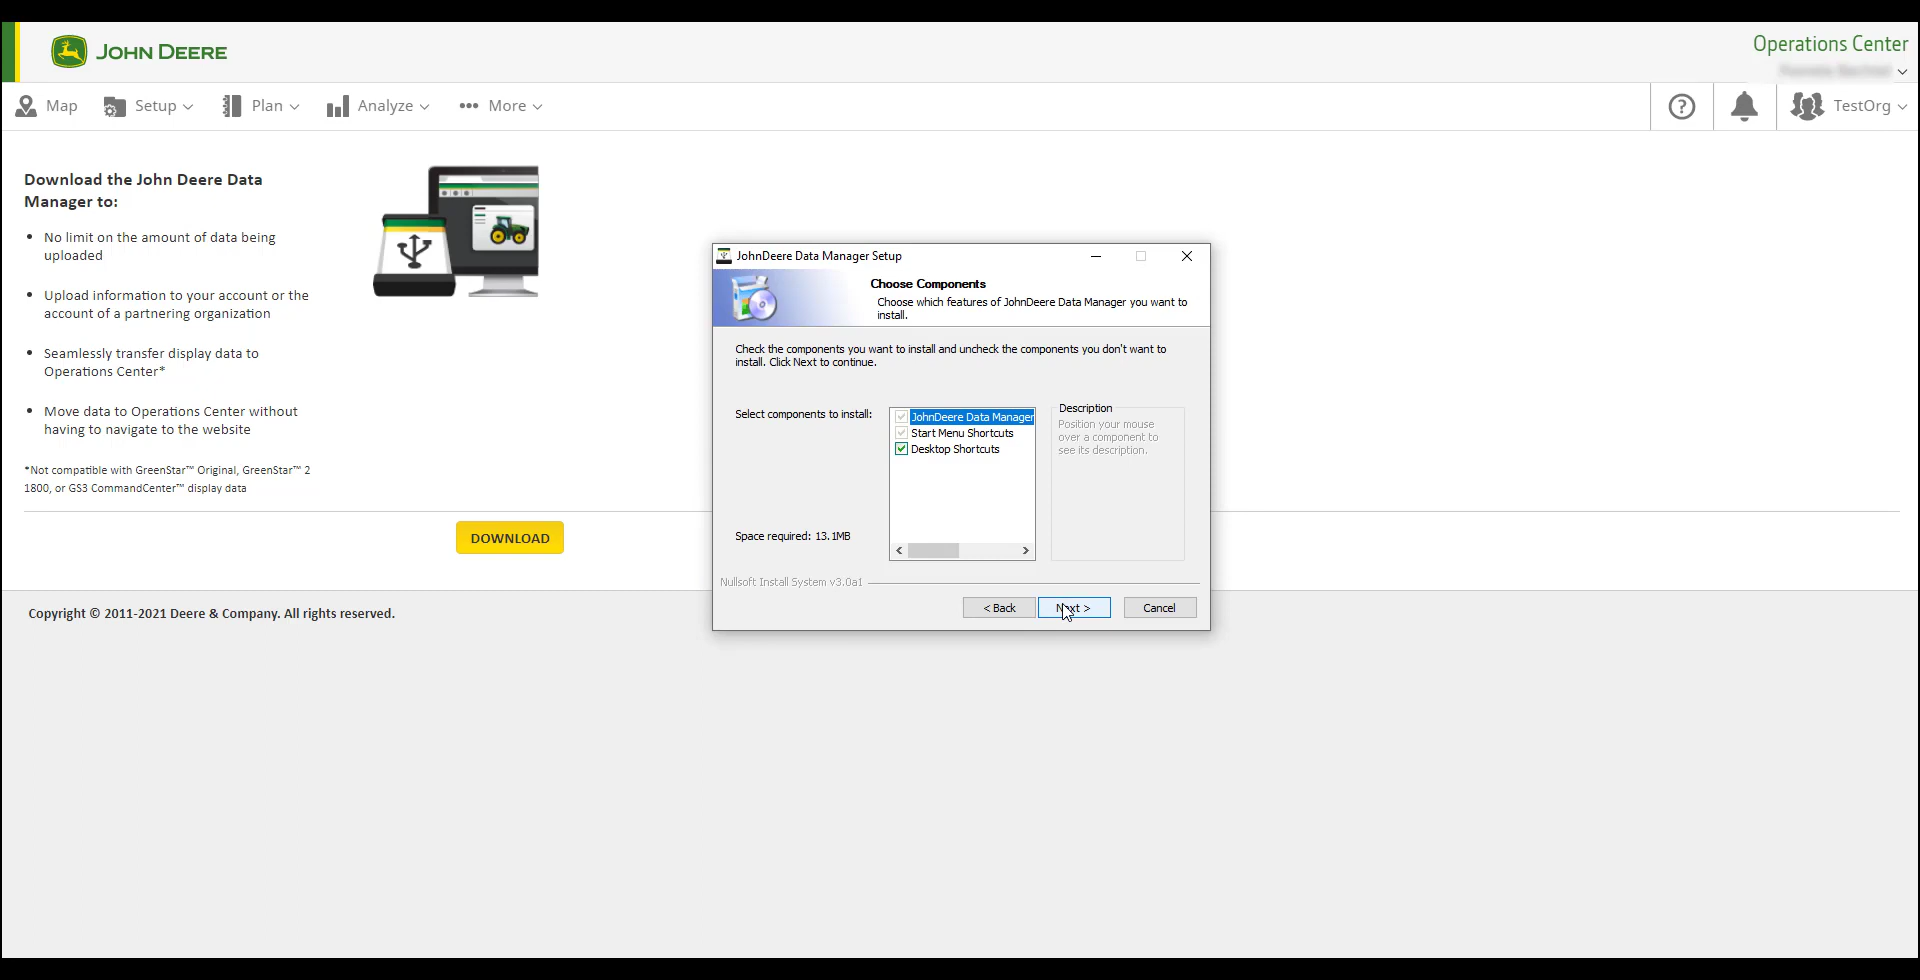 JOHN DEERE
Operations Center
Map
Setup
Plan
Analyze
More
TestOrg
Download the John Deere Data
Manager to:
• No limit on the amount of data being
uploaded
• Upload information to your account or the
account of a partnering organization
• Seamlessly transfer display data to
Operations Center*
• Move data to Operations Center without
having to navigate to the website
*Not compatible with GreenStar™ Original, GreenStar™ 2
1800, or GS3 CommandCenter™ display data
DOWNLOAD
Copyright © 2011-2021 Deere & Company. All rights reserved.
JohnDeere Data Manager Setup
Choose Components
Choose which features of JohnDeere Data Manager you want to
install.
Check the components you want to install and uncheck the components you don't want to
install. Click Next to continue.
Select components to install:
JohnDeere Data Manager
Start Menu Shortcuts
Desktop Shortcuts
Description
Position your mouse
over a component to
see its description.
Space required: 13.1MB
Nullsoft Install System v3.0a1
< Back
Next >
Cancel